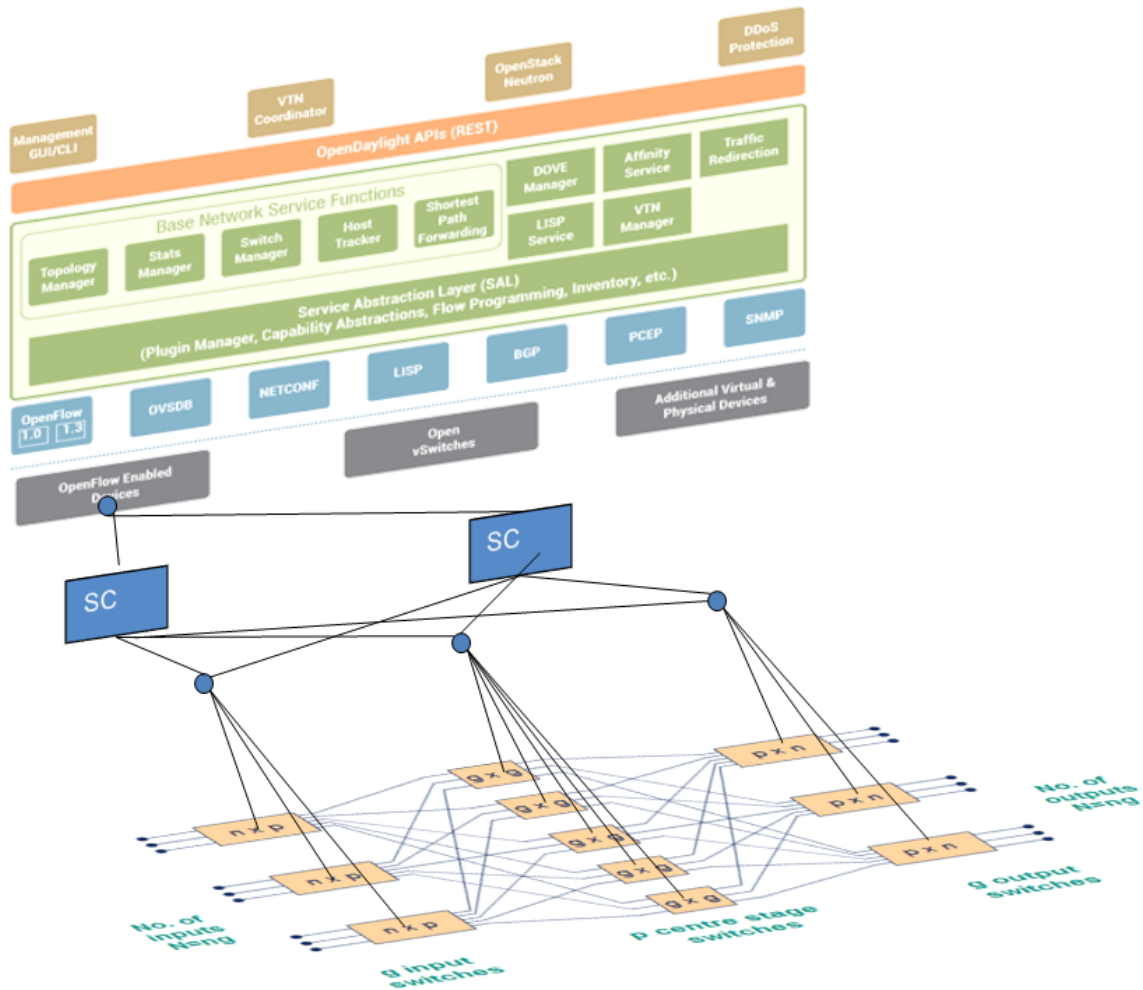 DDoS
Protection
OpenStack
Neutron
VTN
Coordinator
Management
GUI/CLI
OpenDaylight APIs (REST)
Base Network Service Functions
Topology
Manager
Stats
Manager
Switch
Manager
Host
Tracker
Shortest
Path
Forwarding
DOVE
Manager
Affinity
Service
Traffic
Redirection
LISP
Service
VTN
Manager
Service Abstraction Layer (SAL)
(Plugin Manager, Capability Abstractions, Flow Programming, Inventory, etc.)
OpenFlow
1.0 1.3
OVSDB
NETCONF
LISP
BGP
PCEP
SNMP
OpenFlow Enabled
Devices
Open
vSwitches
Additional Virtual &
Physical Devices
SC
SC
n x p
n x p
n x p
g x g
g x g
g x g
g x g
g x g
p x n
p x n
p x n
No. of
inputs
N=ng
g input
switches
p centre stage
switches
g output
switches
No. of
outputs
N=ng